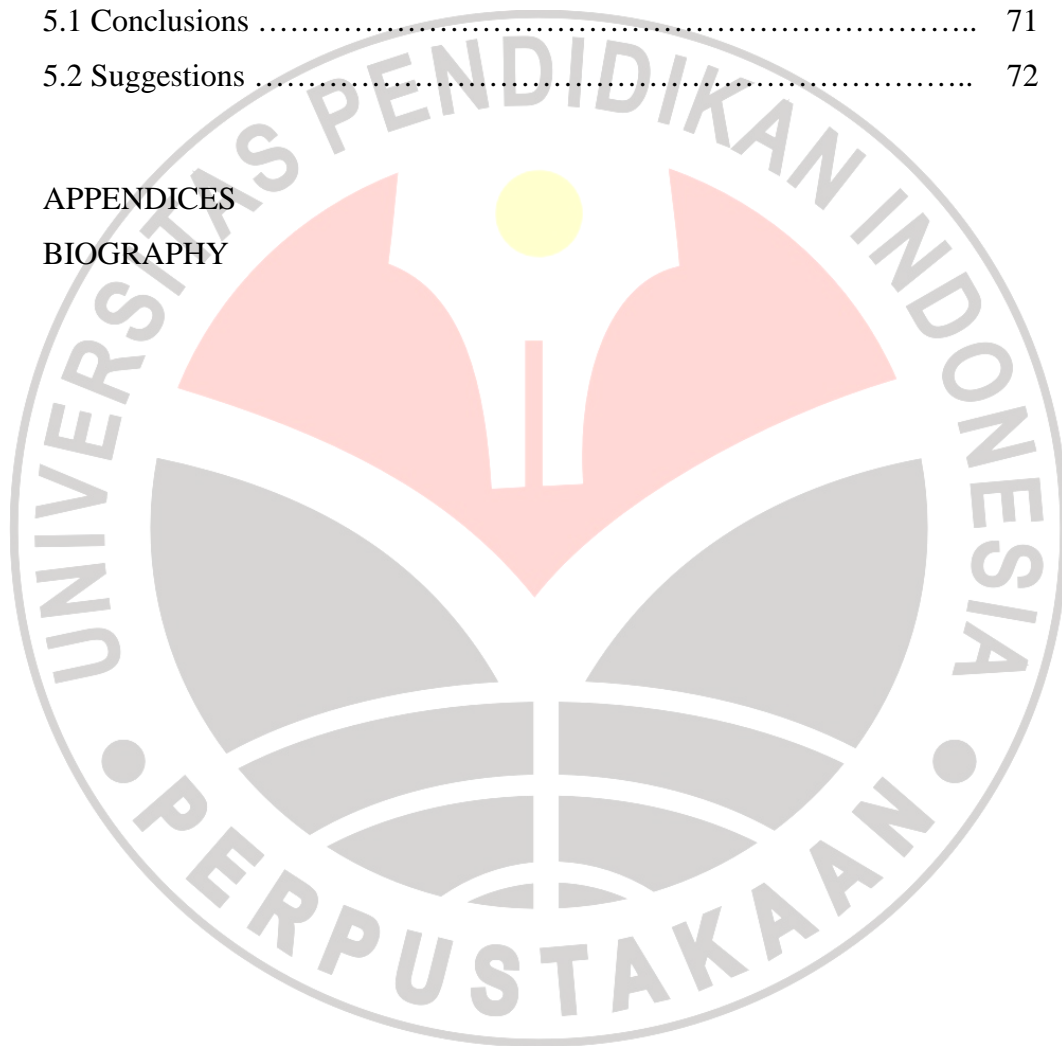 5.1 Conclusions ……………………………………………………………….. 71
5.2 Suggestions ……………………………………………………………….. 72
APPENDICES
BIOGRAPHY
UNIVERSITAS PENDIDIKAN INDONESIA
PERPUSTAKAAN